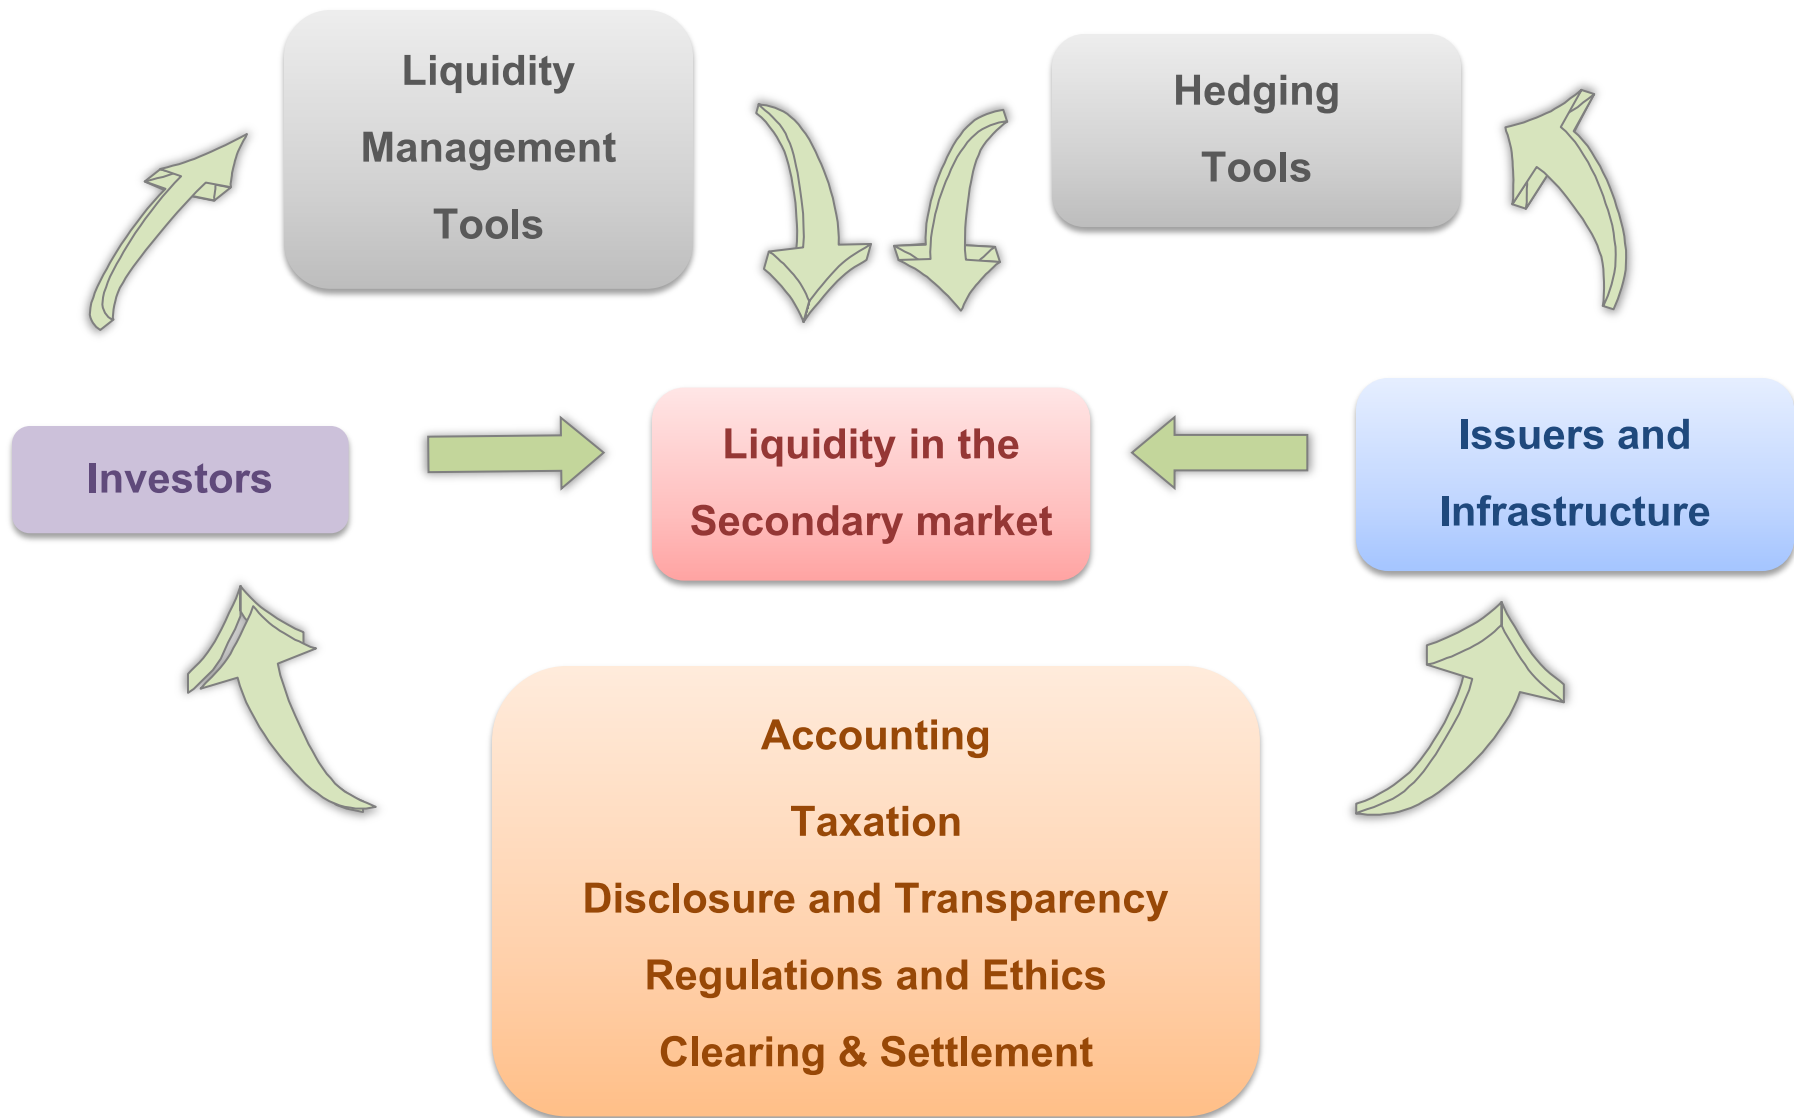 Liquidity
Management
Tools
Hedging
Tools
Investors
Liquidity in the
Secondary market
Issuers and
Infrastructure
Accounting
Taxation
Disclosure and Transparency
Regulations and Ethics
Clearing & Settlement